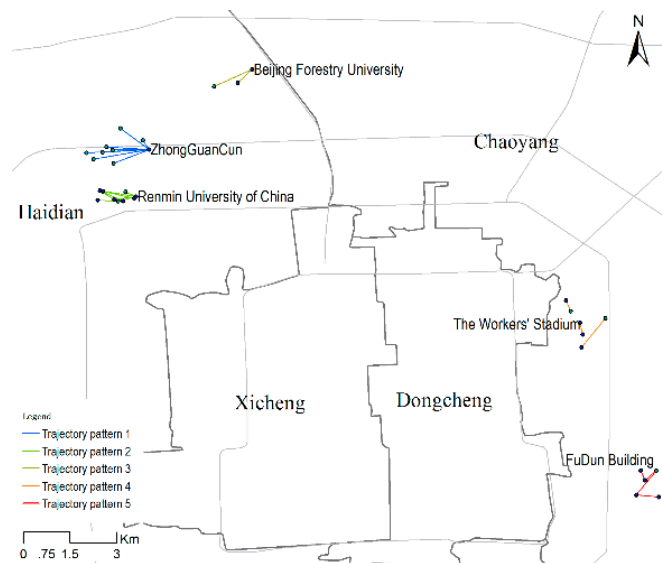 N
Beijing Forestry University
Chaoyang
ZhongGuanCun
Renmin University of China
Haidian
The Workers' Stadium
Xicheng
Dongcheng
FuDun Building
Legend
Trajectory pattern 1
Trajectory pattern 2
Trajectory pattern 3
Trajectory pattern 4
Trajectory pattern 5
Km
0 .75 1.5 3